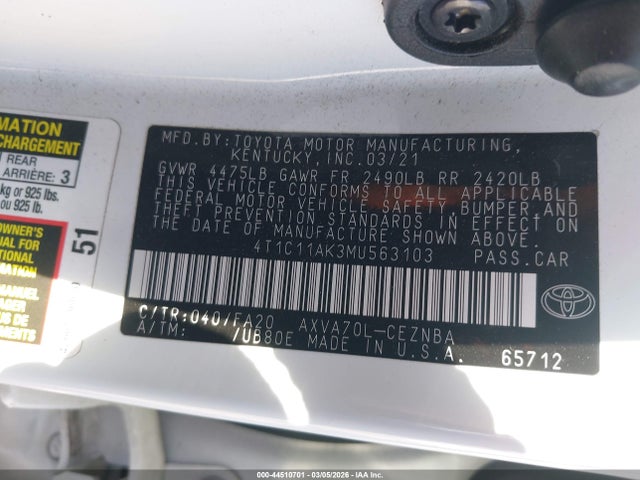 MATION
CHARGEMENT
REAR
ARRIÈRE: 3
kg or 925 lbs.
ou 925 lb.
OWNER'S
MANUAL
51
MFD.BY:TOYOTA MOTOR MANUFACTURING,
KENTUCKY,INC.03/21
GVWR 4475LB GAWR FR 2490LB RR 2420LB
THIS VEHICLE CONFORMS TO ALL APPLICABLE
FEDERAL MOTOR VEHICLE SAFETY,BUMPER,AND
THEFT PREVENTION STANDARDS IN EFFECT ON
THE DATE OF MANUFACTURE SHOWN ABOVE.
4T1C11AK3MU563103 PASS.CAR
C/TR:040/FA20 AXVA70L-CEZNBA
A/TM: /UB80E MADE IN U.S.A. 65712
TOYOTA
000-44510701 | 03/05/2026 | COPYRIGHT IAA, LLC.